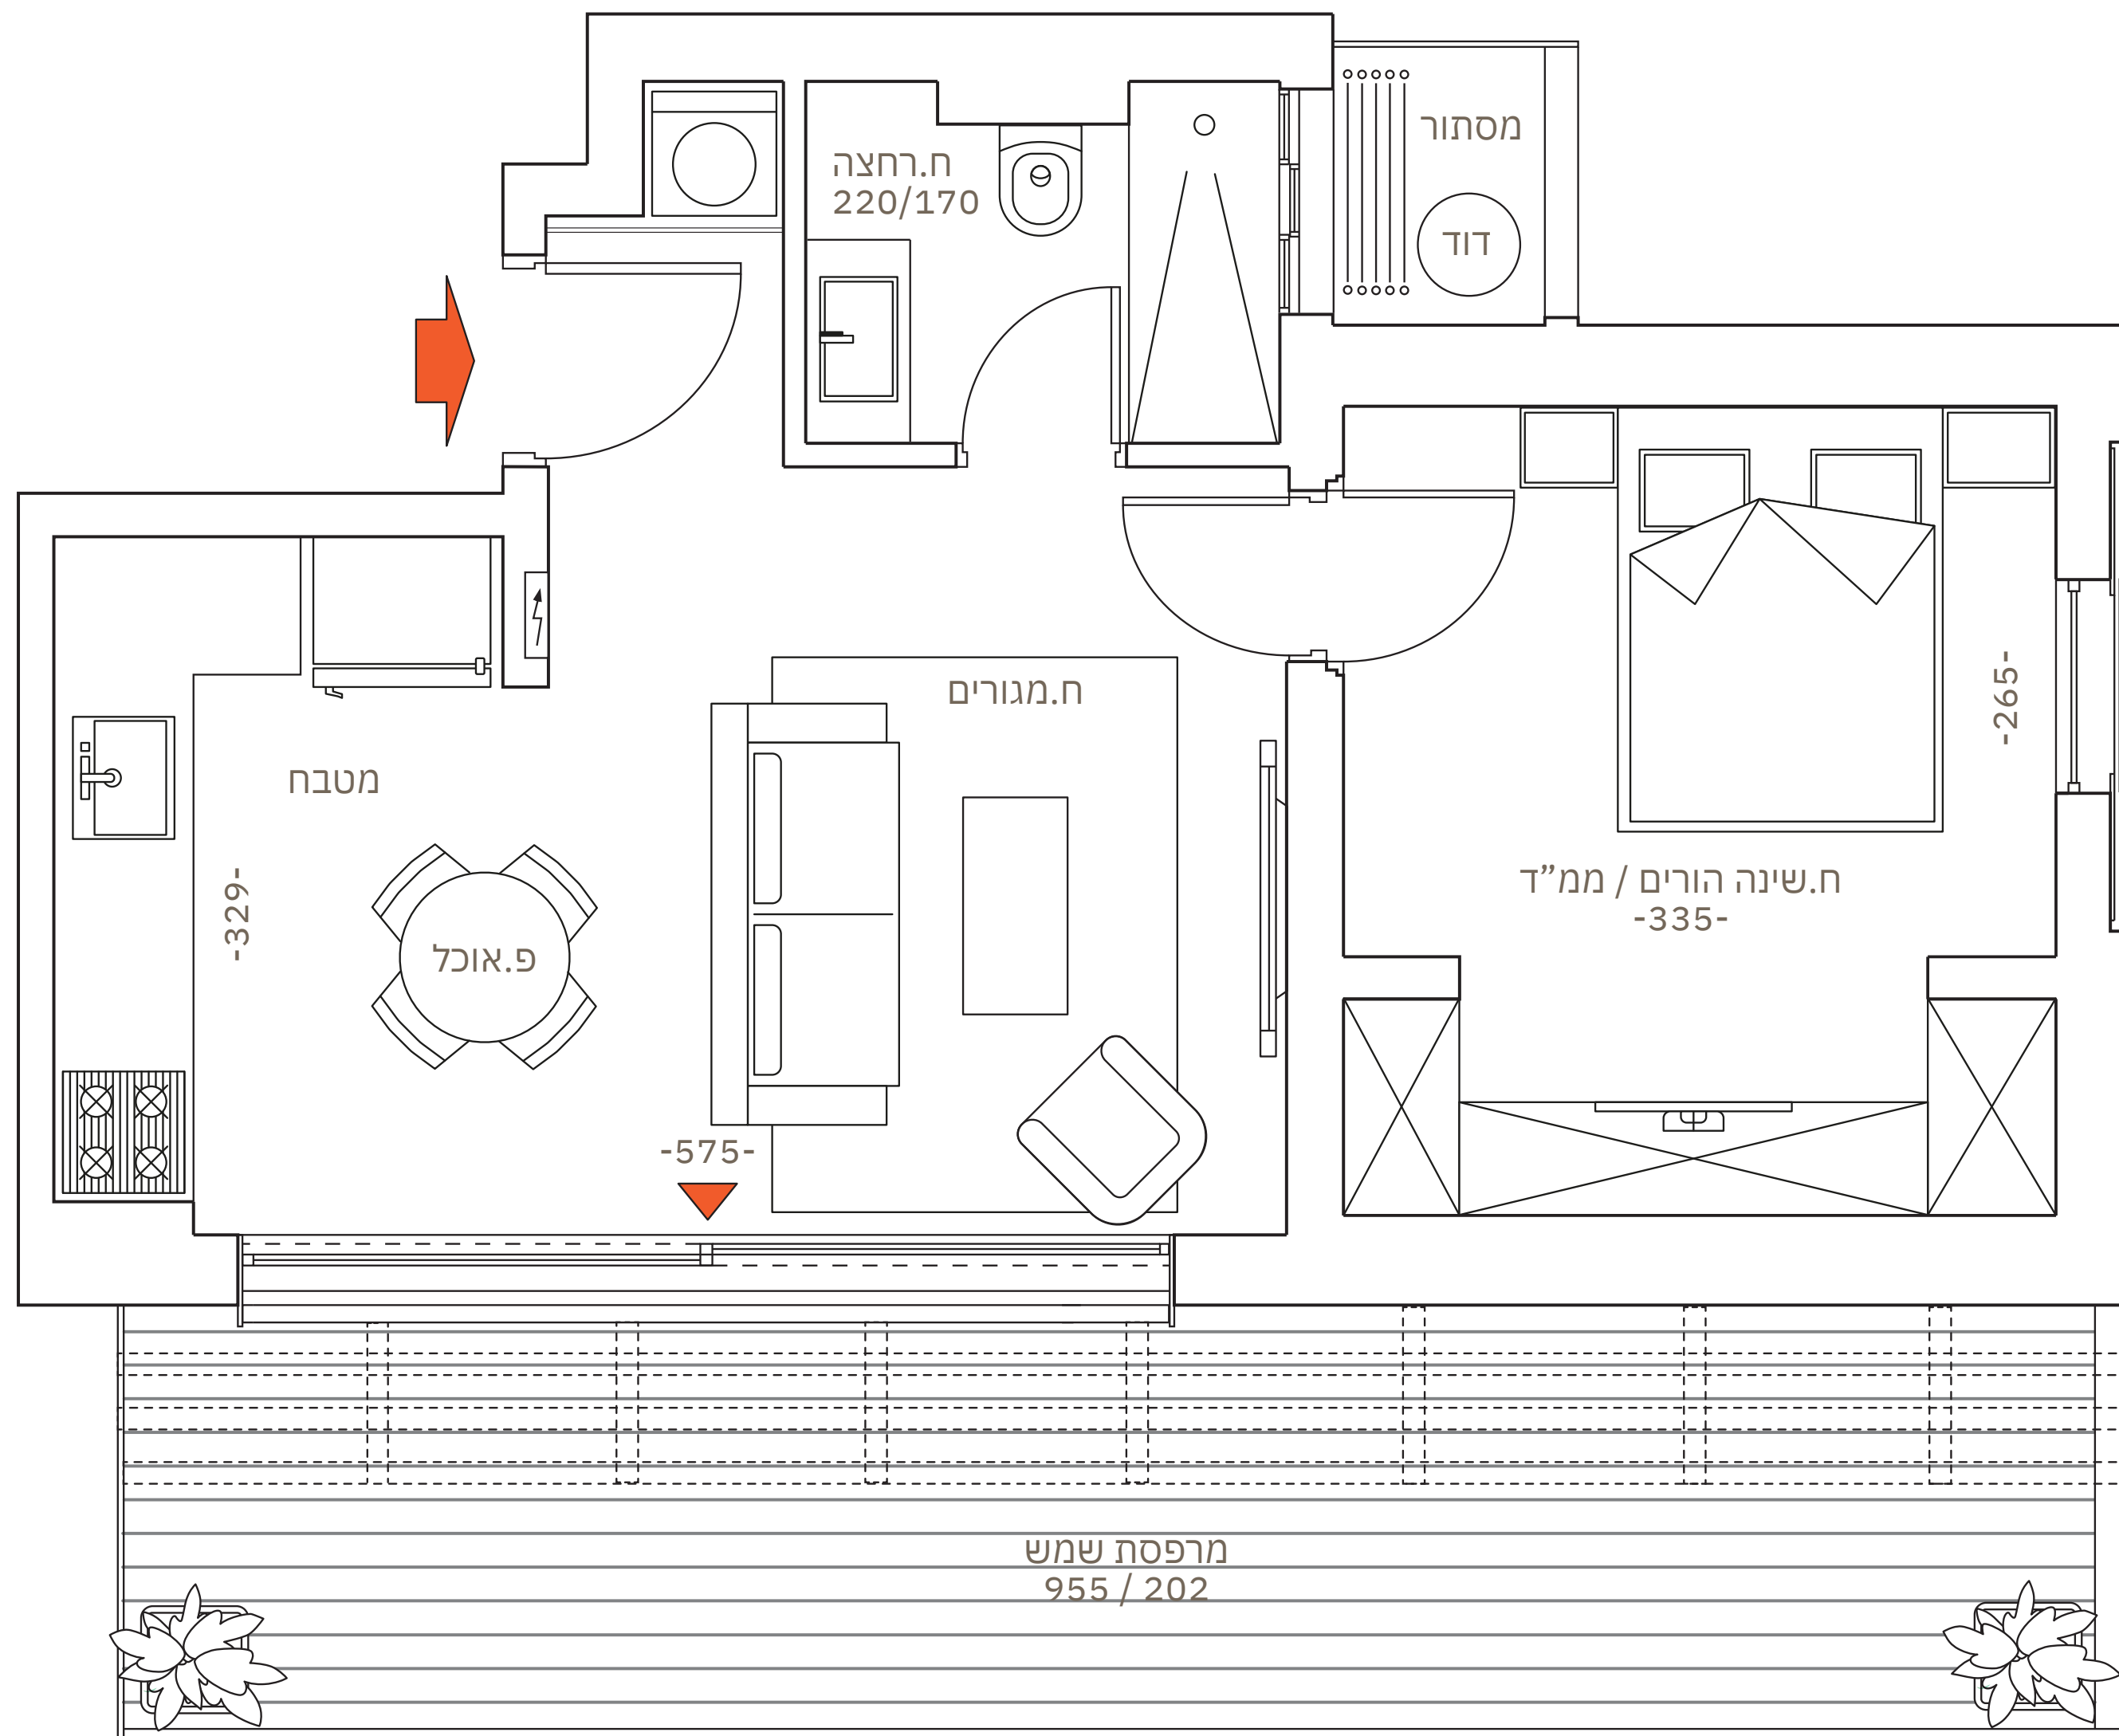 מסתור
דוד
ח.רחצה
220/170
ח.מגורים
מטבח
-265-
-329-
פ.אוכל
ח.שינה הורים / ממ”ד
-335-
-575-
מרפסת שמש
955 / 202